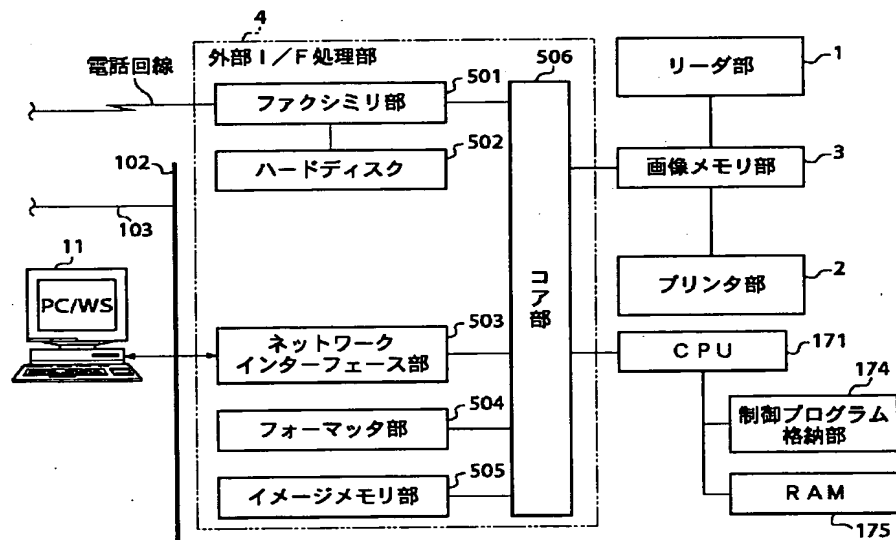 4
外部I/F処理部
電話回線
506
501
ファクシミリ部
502
ハードディスク
102
103
11
PC/WS
503
ネットワーク
インターフェース部
504
フォーマッタ部
505
イメージメモリ部
コア部
リーダ部
1
画像メモリ部
3
プリンタ部
2
CPU
171
174
制御プログラム
格納部
RAM
175